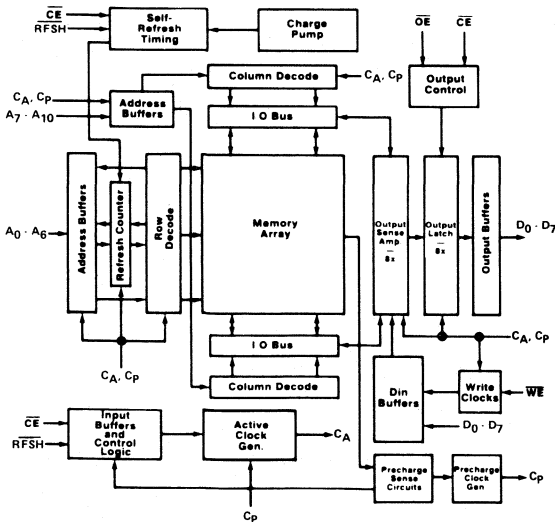 CE
RFSH
Self-
Refresh
Timing
Charge
Pump
OE
CE
CA, CP
A7 · A10
Address
Buffers
Column Decode
CA, CP
Output
Control
I O Bus
A0 · A6
Address Buffers
Refresh Counter
Row
Decode
Memory
Array
Output
Sense
Amp.
8x
Output
Latch
8x
Output Buffers
D0 · D7
CA, CP
I O Bus
Column Decode
CA, CP
Din
Buffers
Write
Clocks
WE
D0 · D7
CE
RFSH
Input
Buffers
and
Control
Logic
Active
Clock
Gen.
CA
CP
Precharge
Sense
Circuits
Precharge
Clock
Gen
CP